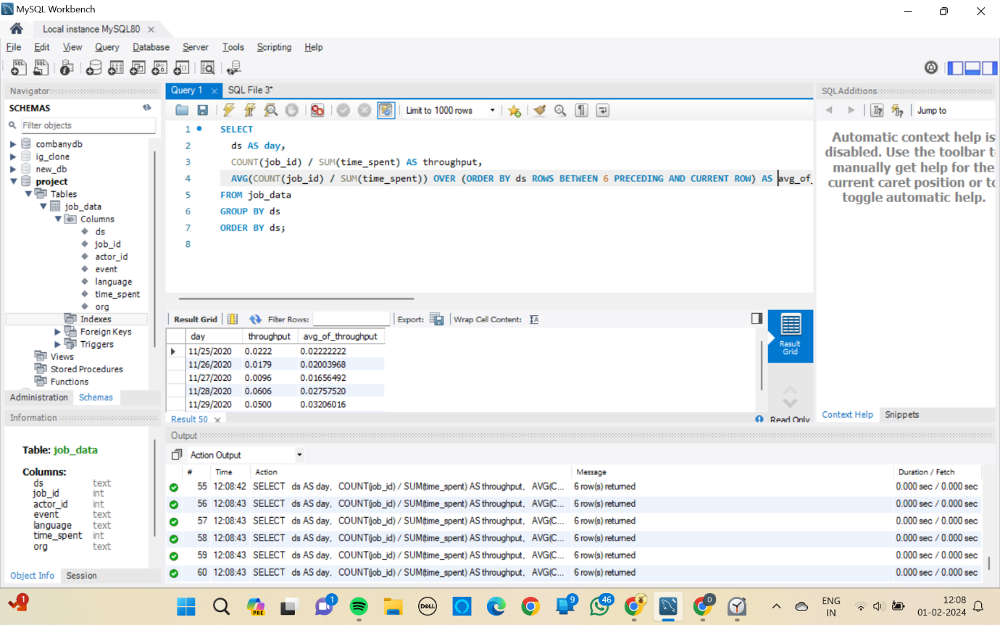 MySQL Workbench
Local instance MySQL80
File Edit View Query Database Server Tools Scripting Help
Navigator
SCHEMAS
Filter objects
combanydb
ig_clone
new_db
project
Tables
job_data
Columns
ds
job_id
actor_id
event
language
time_spent
org
Indexes
Foreign Keys
Triggers
Views
Stored Procedures
Functions
Administration Schemas
Information
Table: job_data
Columns:
ds text
job_id int
actor_id int
event text
language text
time_spent int
org text
Object Info Session
Query 1 SQL File 3*
Limit to 1000 rows
1 SELECT
2 ds AS day,
3 COUNT(job_id) / SUM(time_spent) AS throughput,
4 AVG(COUNT(job_id) / SUM(time_spent)) OVER (ORDER BY ds ROWS BETWEEN 6 PRECEDING AND CURRENT ROW) AS avg_of_
5 FROM job_data
6 GROUP BY ds
7 ORDER BY ds;
8
Result Grid Filter Rows: Export: Wrap Cell Content:
day throughput avg_of_throughput
11/25/2020 0.0222 0.02222222
11/26/2020 0.0179 0.02003968
11/27/2020 0.0096 0.01656492
11/28/2020 0.0606 0.02757520
11/29/2020 0.0500 0.03206016
Result Grid
Result 50 Read Only
SQLAdditions
Jump to
Automatic context help is
disabled. Use the toolbar t
manually get help for the
current caret position or to
toggle automatic help.
Context Help Snippets
Output
Action Output
# Time Action Message Duration / Fetch
55 12:08:42 SELECT ds AS day, COUNT(job_id) / SUM(time_spent) AS throughput, AVG(C... 6 row(s) returned 0.000 sec / 0.000 sec
56 12:08:43 SELECT ds AS day, COUNT(job_id) / SUM(time_spent) AS throughput, AVG(C... 6 row(s) returned 0.000 sec / 0.000 sec
57 12:08:43 SELECT ds AS day, COUNT(job_id) / SUM(time_spent) AS throughput, AVG(C... 6 row(s) returned 0.000 sec / 0.000 sec
58 12:08:43 SELECT ds AS day, COUNT(job_id) / SUM(time_spent) AS throughput, AVG(C... 6 row(s) returned 0.000 sec / 0.000 sec
59 12:08:43 SELECT ds AS day, COUNT(job_id) / SUM(time_spent) AS throughput, AVG(C... 6 row(s) returned 0.000 sec / 0.000 sec
60 12:08:43 SELECT ds AS day, COUNT(job_id) / SUM(time_spent) AS throughput, AVG(C... 6 row(s) returned 0.000 sec / 0.000 sec
1 PRE 1 DELL 9 46 D
ENG
IN
12:08
01-02-2024